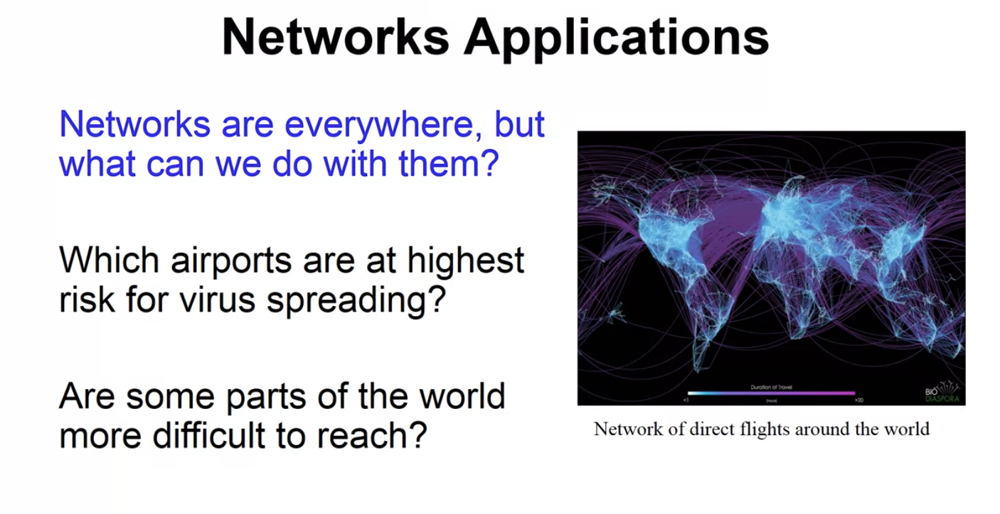 Networks Applications
Networks are everywhere, but
what can we do with them?
Which airports are at highest
risk for virus spreading?
Are some parts of the world
more difficult to reach?
Duration of Travel
<1
[hours]
>20
BIO
DIASPORA
Network of direct flights around the world